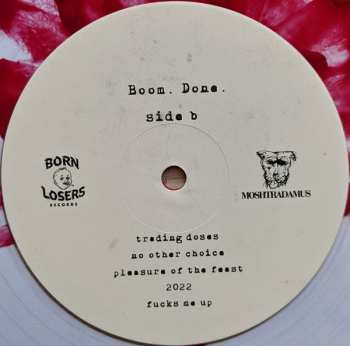 Boom. Done.
side b
BORN
LOSERS
RECORDS
MOSHTRADAMUS
trading doses
no other choice
pleasure of the feast
2022
fucks me up